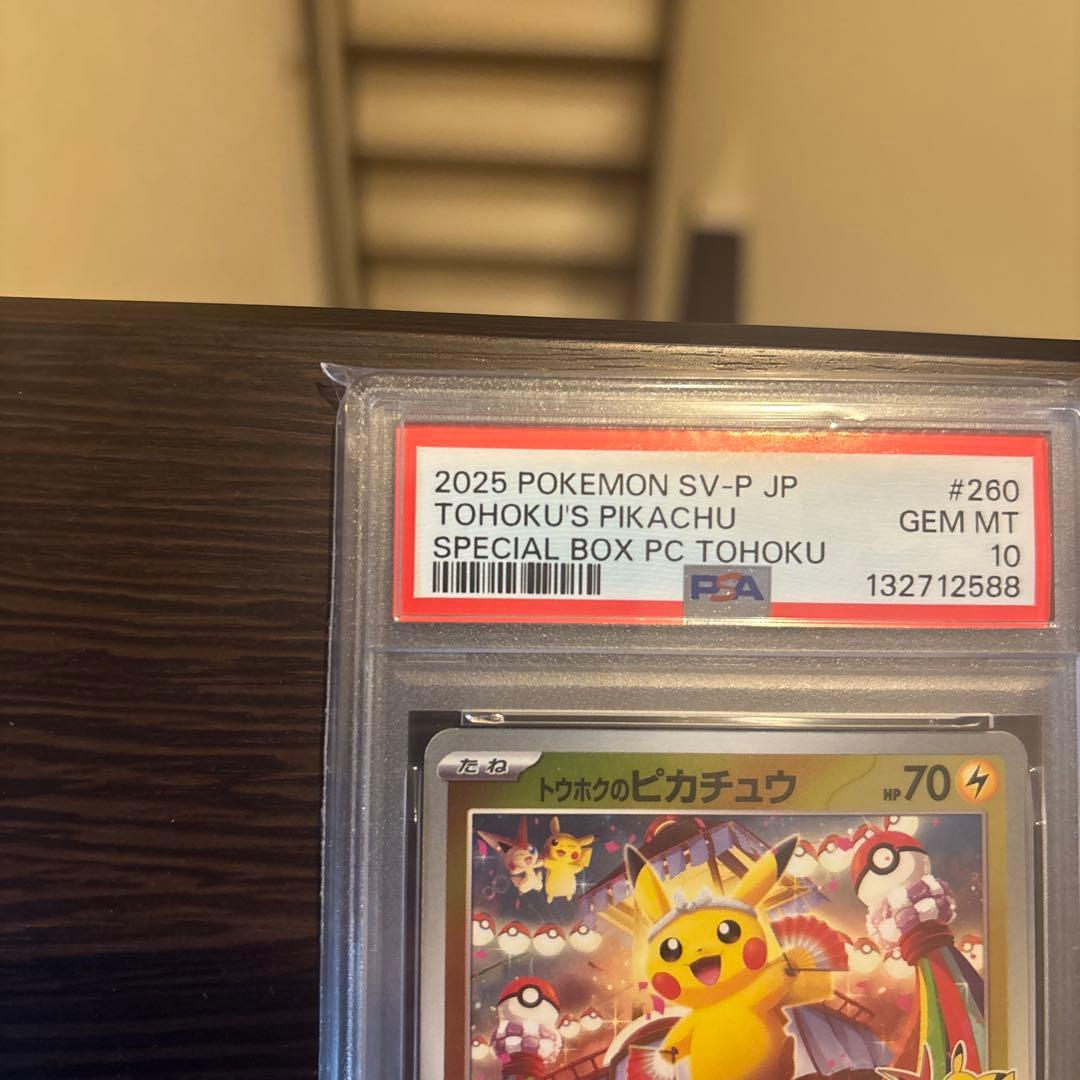 2025 POKEMON SV-P JP #260
TOHOKU'S PIKACHU GEM MT
SPECIAL BOX PC TOHOKU 10
PSA 132712588
たね トウホクのピカチュウ HP70